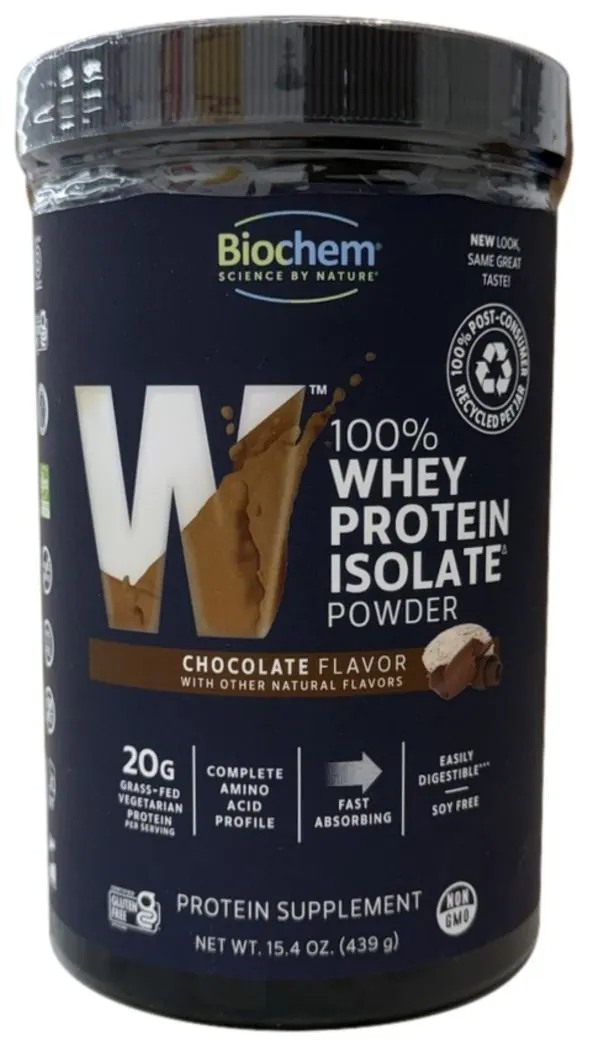 Biochem®
SCIENCE BY NATURE®
NEW LOOK,
SAME GREAT
TASTE!
100% POST-CONSUMER
RECYCLED PET JAR
W™
100%
WHEY
PROTEIN
ISOLATE∆
POWDER
CHOCOLATE FLAVOR
WITH OTHER NATURAL FLAVORS
20G
GRASS-FED
VEGETARIAN
PROTEIN
PER SERVING
COMPLETE
AMINO
ACID
PROFILE
FAST
ABSORBING
EASILY
DIGESTIBLE***
SOY FREE
CERTIFIED
GLUTEN
FREE
PROTEIN SUPPLEMENT
NON
GMO
NET WT. 15.4 OZ. (439 g)